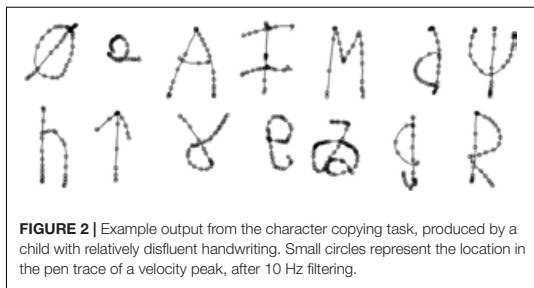 Ø A M d Ψ
h ↑ R
FIGURE 2 | Example output from the character copying task, produced by a
child with relatively disfluent handwriting. Small circles represent the location in
the pen trace of a velocity peak, after 10 Hz filtering.